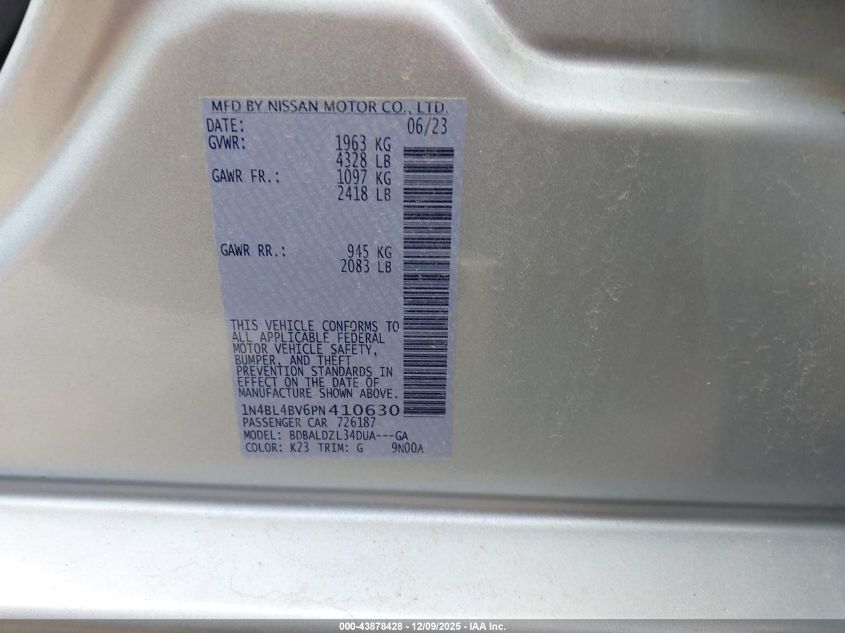 MFD BY NISSAN MOTOR CO., LTD.
DATE: 06/23
GVWR: 1963 KG
4328 LB
GAWR FR.: 1097 KG
2418 LB
GAWR RR.: 945 KG
2083 LB
THIS VEHICLE CONFORMS TO
ALL APPLICABLE FEDERAL
MOTOR VEHICLE SAFETY,
BUMPER, AND THEFT
PREVENTION STANDARDS IN
EFFECT ON THE DATE OF
MANUFACTURE SHOWN ABOVE.
1N4BL4BV6PN410630
PASSENGER CAR 726187
MODEL: BDBALDZL34DUA---GA
COLOR: K23 TRIM: G 9N00A
000-43878428 - 12/09/2025 - IAA Inc.